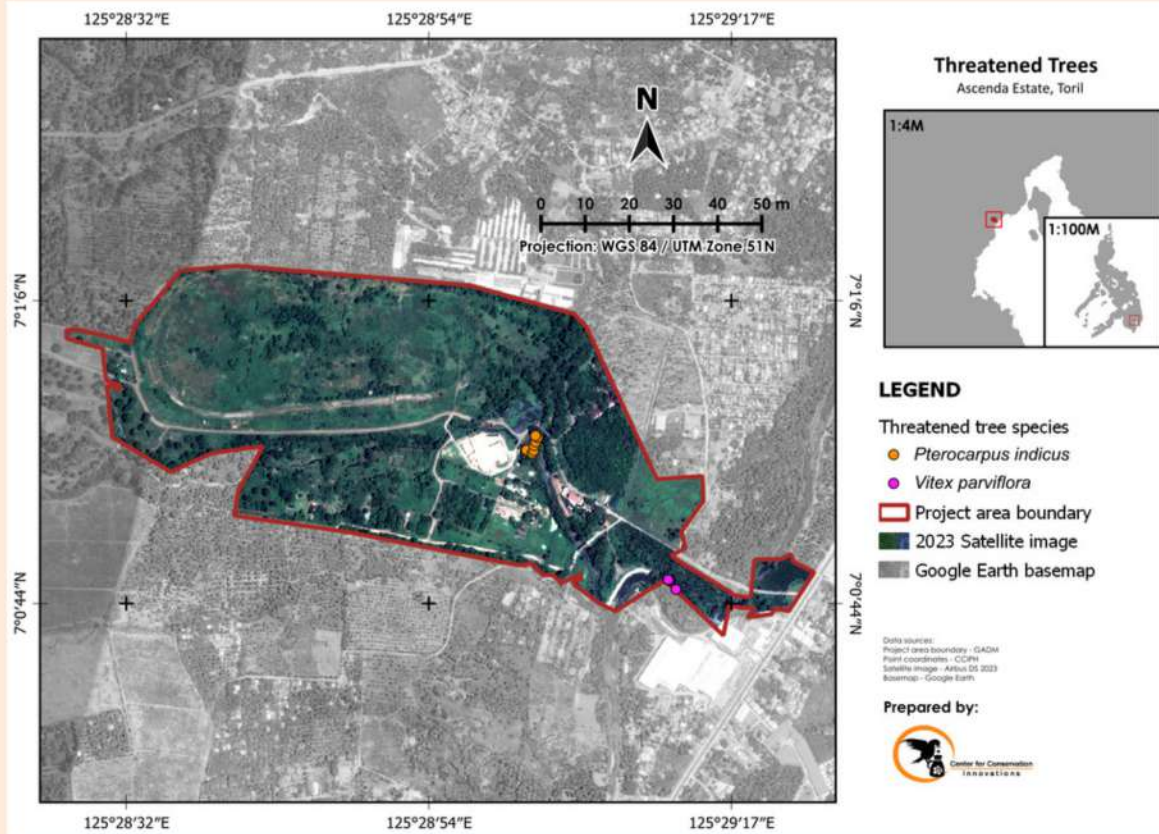 125°28′32″E 125°28′54″E 125°29′17″E
Threatened Trees
Ascenda Estate, Toril
N
0 10 20 30 40 50 m
Projection: WGS 84 / UTM Zone 51N
1:4M
1:100M
7°1′6″N 7°1′6″N
7°0′44″N 7°0′44″N
LEGEND
Threatened tree species
Pterocarpus indicus
Vitex parviflora
Project area boundary
2023 Satellite image
Google Earth basemap
Data sources:
Project area boundary - GADM
Point coordinates - CCIPH
Satellite image - Airbus DS 2023
Basemap - Google Earth
Prepared by:
Center for Conservation
Innovations
125°28′32″E 125°28′54″E 125°29′17″E